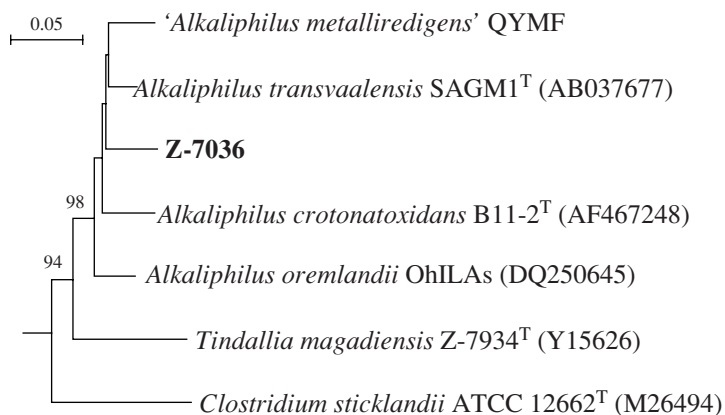 0.05
'Alkaliphilus metalliredigens' QYMF
Alkaliphilus transvaalensis SAGM1ᵀ (AB037677)
Z-7036
98
Alkaliphilus crotonatoxidans B11-2ᵀ (AF467248)
94
Alkaliphilus oremlandii OhILAs (DQ250645)
Tindallia magadiensis Z-7934ᵀ (Y15626)
Clostridium sticklandii ATCC 12662ᵀ (M26494)